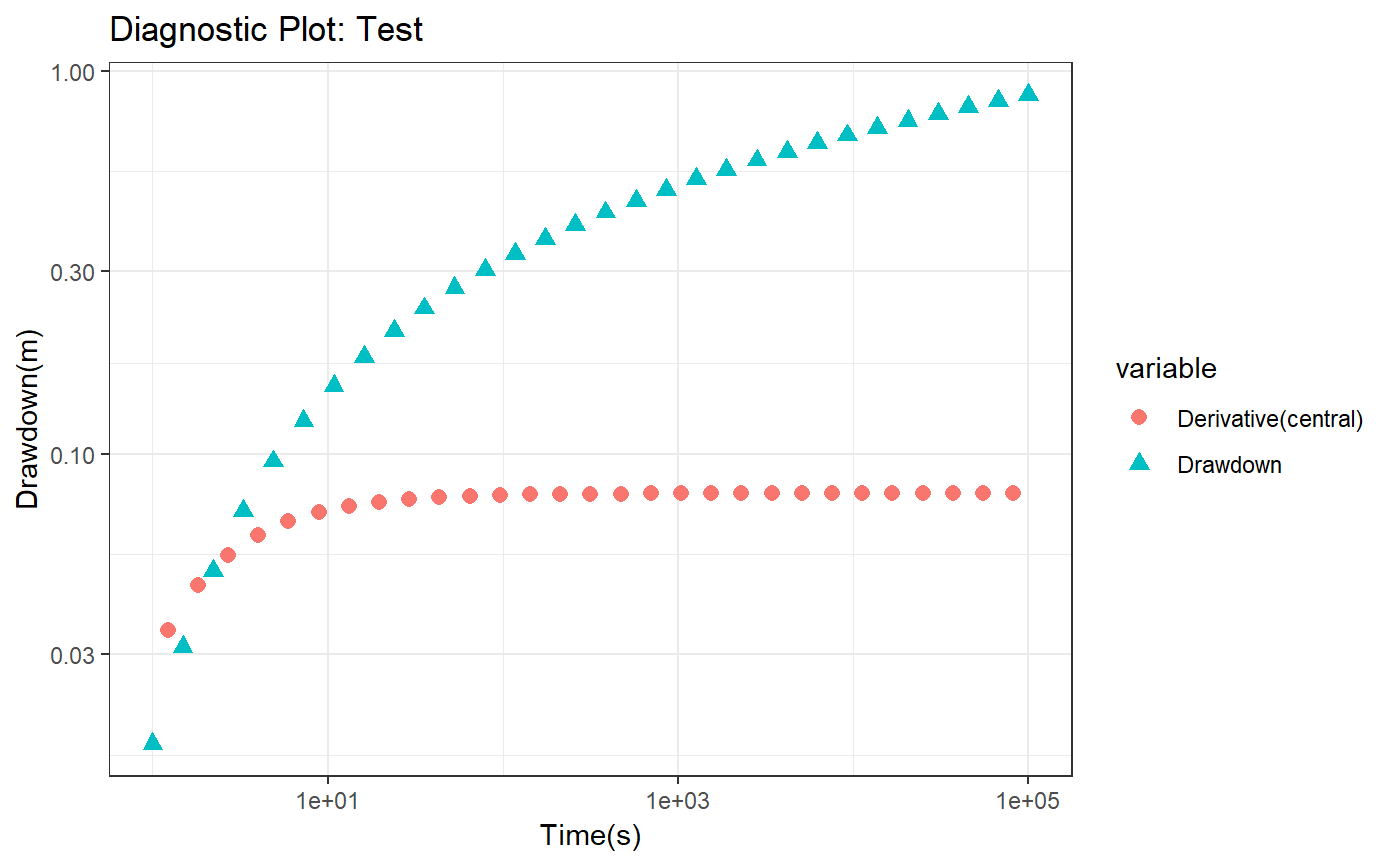 Diagnostic Plot: Test
1.00
0.30
0.10
0.03
Drawdown(m)
1e+01
1e+03
1e+05
Time(s)
variable
Derivative(central)
Drawdown